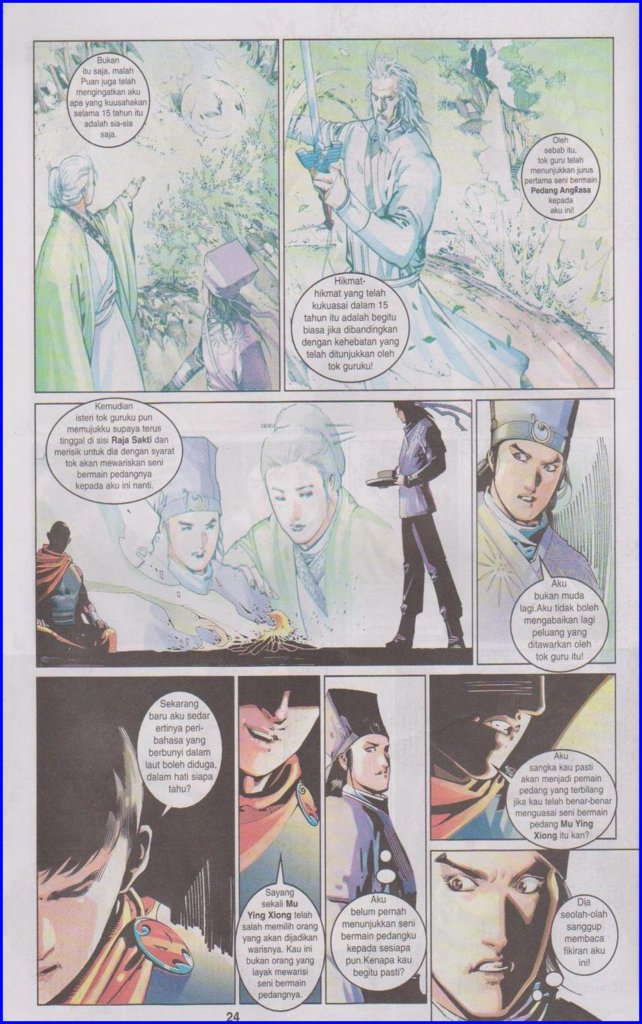 Bukan
itu saja, malah
Puan juga telah
mengingatkan aku
apa yang kuusahakan
selama 15 tahun itu
adalah sia-sia
saja.
Oleh
sebab itu,
tok guru telah
menunjukkan jurus
pertama seni bermain
Pedang Angkasa
kepada
aku ini!
Hikmat-
hikmat yang telah
kukuasai dalam 15
tahun itu adalah begitu
biasa jika dibandingkan
dengan kehebatan yang
telah ditunjukkan oleh
tok guruku!
Kemudian
isteri tok guruku pun
memujukku supaya terus
tinggal di sisi Raja Sakti dan
merisik untuk dia dengan syarat
tok akan mewariskan seni
bermain pedangnya
kepada aku ini nanti.
Aku
bukan muda
lagi.Aku tidak boleh
mengabaikan lagi
peluang yang
ditawarkan oleh
tok guru itu!
Sekarang
baru aku sedar
ertinya peri-
bahasa yang
berbunyi dalam
laut boleh diduga,
dalam hati siapa
tahu?
Sayang
sekali Mu
Ying Xiong telah
salah memilih orang
yang akan dijadikan
warisnya. Kau ini
bukan orang yang
layak mewarisi
seni bermain
pedangnya.
Aku
belum pernah
menunjukkan seni
bermain pedangku
kepada sesiapa
pun.Kenapa kau
begitu pasti?
Aku
sangka kau pasti
akan menjadi pemain
pedang yang terbilang
jika kau telah benar-benar
menguasai seni bermain
pedang Mu Ying
Xiong itu kan?
Dia
seolah-olah
sanggup
membaca
fikiran aku
ini!
24